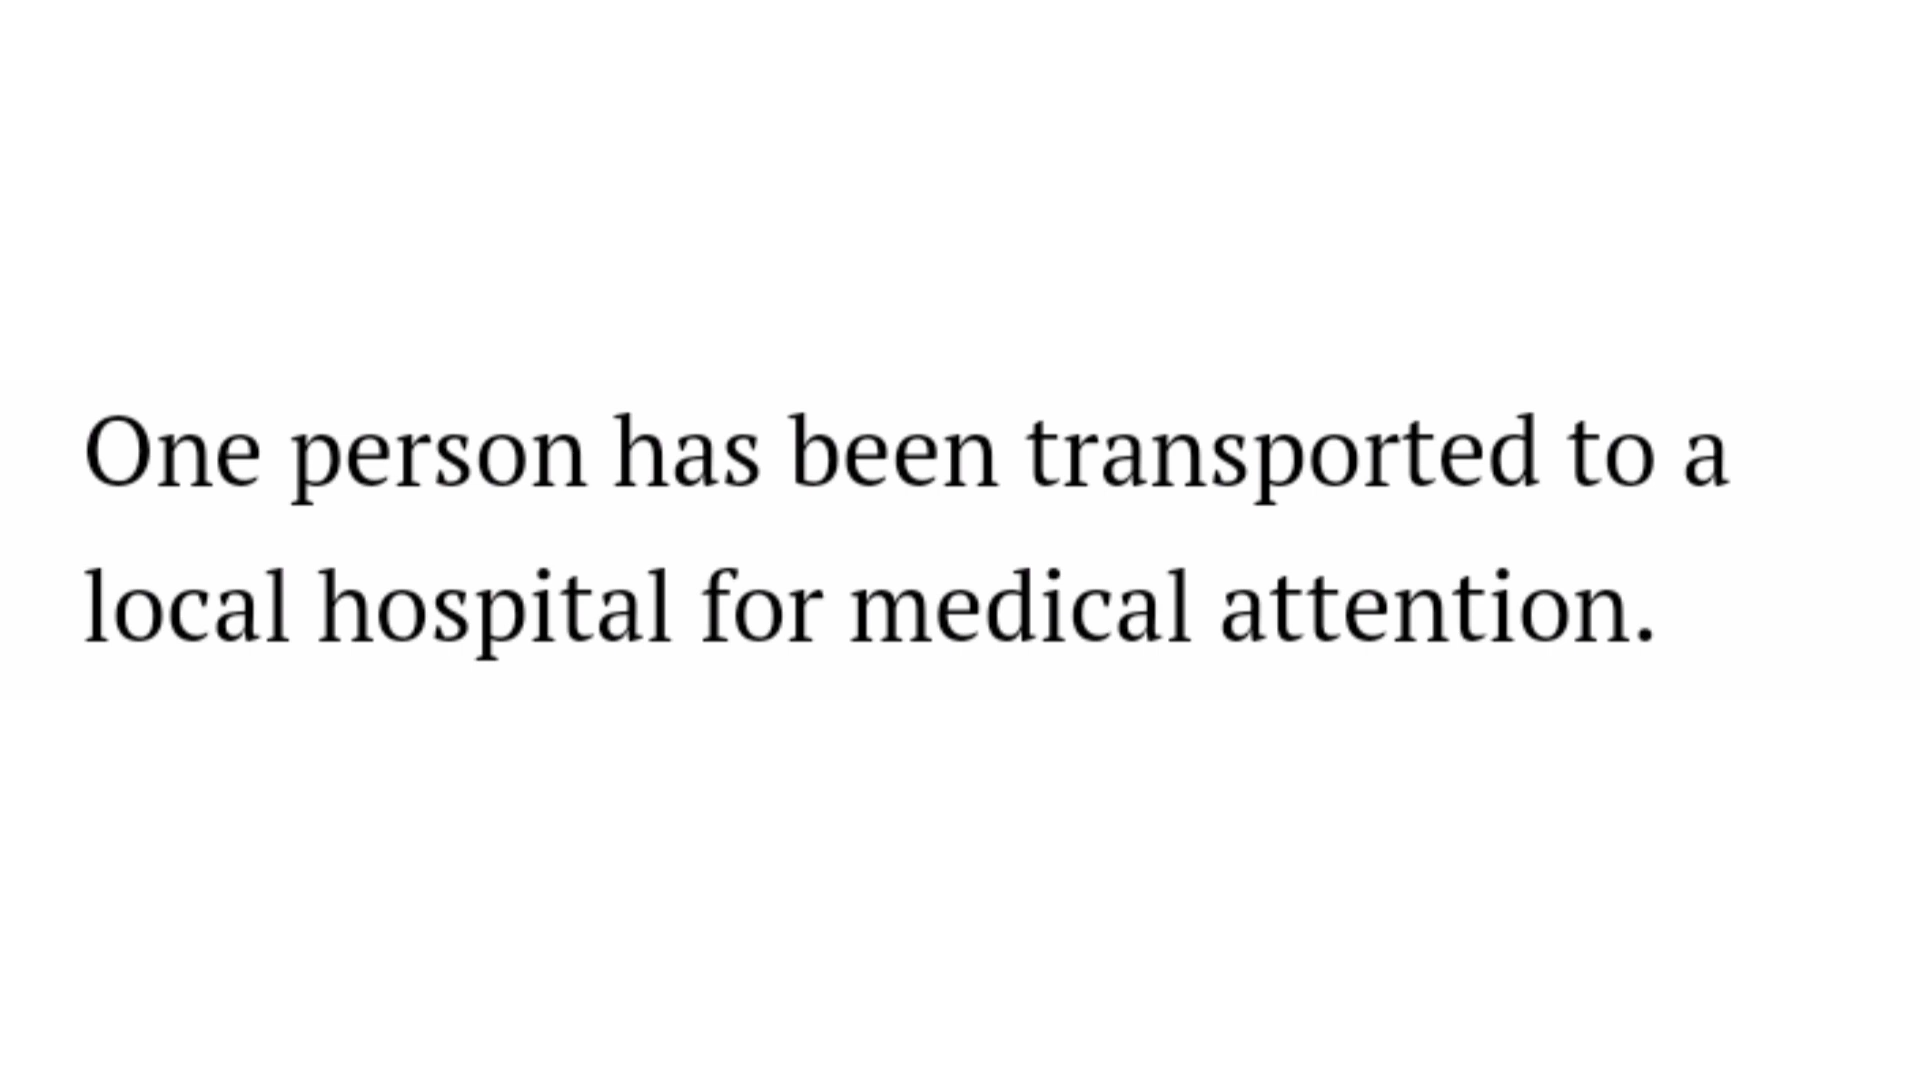 One person has been transported to a
local hospital for medical attention.